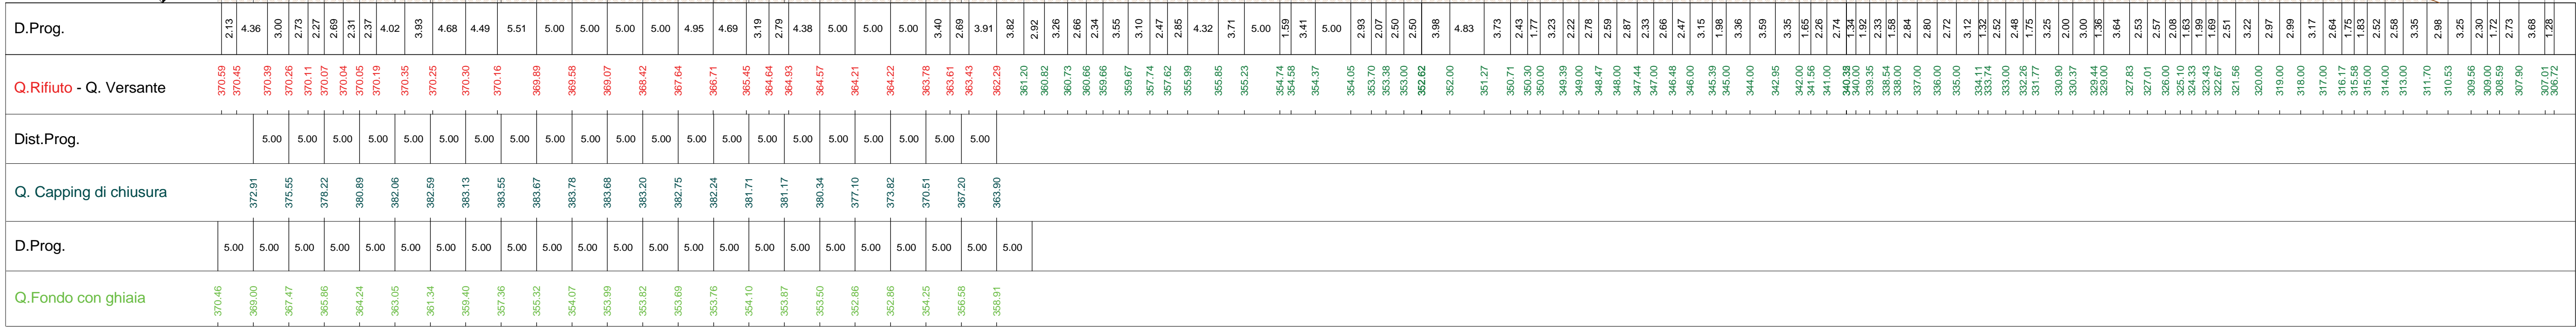 D.Prog. 2.13 4.36 3.00 2.73 2.27 2.69 2.31 2.37 4.02 3.93 4.68 4.49 5.51 5.00 5.00 5.00 5.00 4.95 4.69 3.19 2.79 4.38 5.00 5.00 5.00 3.40 2.69 3.91 3.82 2.92 3.26 2.66 2.34 3.55 3.10 2.47 2.85 4.32 3.71 5.00 1.59 3.41 5.00 2.93 2.07 2.50 2.50 3.98 4.83 3.73 2.43 1.77 3.23 2.22 2.78 2.59 2.87 2.33 2.66 2.47 3.15 1.98 3.36 3.59 3.35 1.65 2.26 2.74 1.34 1.92 2.33 1.58 2.84 2.80 2.72 3.12 1.32 2.52 2.48 1.75 3.25 2.00 3.00 1.36 3.64 2.53 2.57 2.08 1.63 1.99 1.69 2.51 3.22 2.97 2.99 3.17 2.64 1.75 1.83 2.52 2.58 3.35 2.98 3.25 2.30 1.72 2.73 3.68 1.28
Q.Rifiuto - Q. Versante 370.59 370.45 370.39 370.26 370.11 370.07 370.04 370.05 370.19 370.35 370.25 370.30 370.16 369.89 369.58 369.07 368.42 367.64 366.71 365.45 364.64 364.93 364.57 364.21 364.22 363.78 363.61 363.43 362.29 361.20 360.82 360.73 360.66 359.66 359.67 357.74 357.62 355.99 355.85 355.23 354.74 354.58 354.37 354.05 353.70 353.38 353.00 352.62 352.00 351.27 350.71 350.30 350.00 349.39 349.00 348.47 348.00 347.44 347.00 346.48 346.00 345.39 345.00 344.00 342.95 342.00 341.56 341.00 340.00 339.35 338.54 338.00 337.00 336.00 335.00 334.11 333.74 333.00 332.26 331.77 330.90 330.37 329.44 329.00 327.83 327.01 326.00 325.10 324.33 323.43 322.67 321.56 320.00 319.00 318.00 317.00 316.17 315.58 315.00 314.00 313.00 311.70 310.53 309.56 309.00 308.59 307.90 307.01 306.72
Dist.Prog. 5.00 5.00 5.00 5.00 5.00 5.00 5.00 5.00 5.00 5.00 5.00 5.00 5.00 5.00 5.00 5.00 5.00 5.00 5.00 5.00 5.00
Q. Capping di chiusura 372.91 375.55 378.22 380.89 382.06 382.59 383.13 383.55 383.67 383.78 383.68 383.20 382.75 382.24 381.71 381.17 380.34 377.10 373.82 370.51 367.20 363.90
D.Prog. 5.00 5.00 5.00 5.00 5.00 5.00 5.00 5.00 5.00 5.00 5.00 5.00 5.00 5.00 5.00 5.00 5.00 5.00 5.00 5.00 5.00 5.00 5.00
Q.Fondo con ghiaia 370.46 369.00 367.47 365.86 364.24 363.05 361.34 359.40 357.36 355.32 354.07 353.99 353.82 353.69 353.76 354.10 353.87 353.50 352.86 352.86 354.25 356.58 358.91